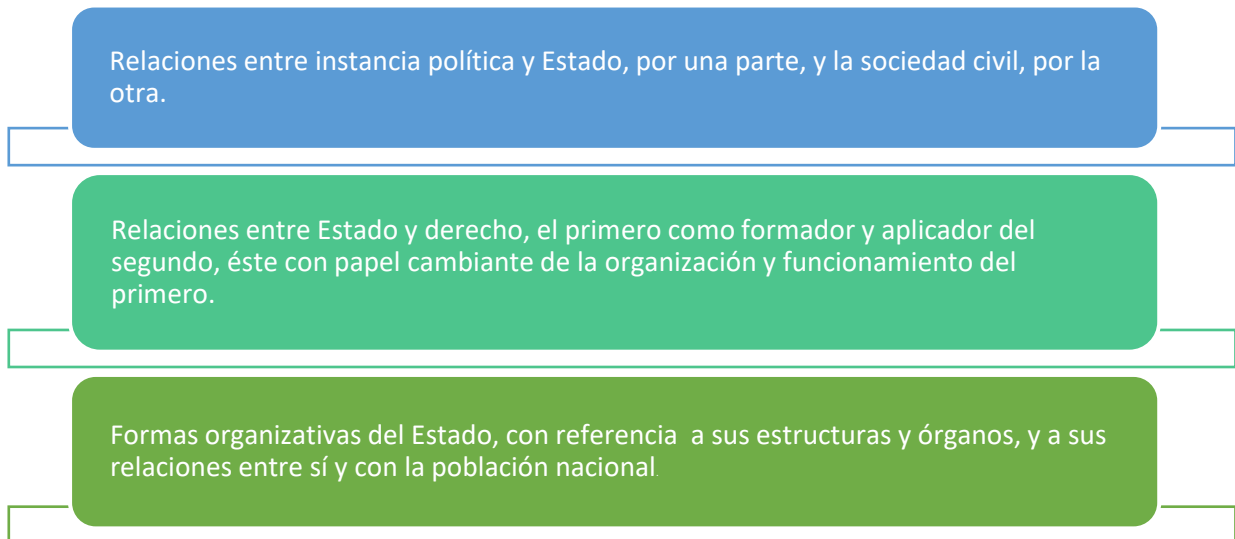 Relaciones entre instancia política y Estado, por una parte, y la sociedad civil, por la
otra.
Relaciones entre Estado y derecho, el primero como formador y aplicador del
segundo, éste con papel cambiante de la organización y funcionamiento del
primero.
Formas organizativas del Estado, con referencia  a sus estructuras y órganos, y a sus
relaciones entre sí y con la población nacional.